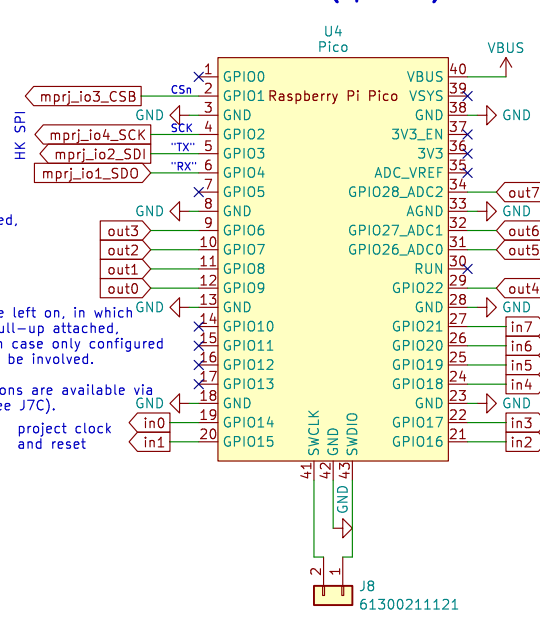 U4
Pico
VBUS
Raspberry Pi Pico
1 GPIO0
VBUS 40
mprj_io3_CSB CSn 2 GPIO1
VSYS 39
GND 3 GND
GND 38 GND
HK SPI
mprj_io4_SCK SCK 4 GPIO2
3V3_EN 37
mprj_io2_SDI "TX" 5 GPIO3
3V3 36
mprj_io1_SDO "RX" 6 GPIO4
ADC_VREF 35
7 GPIO5
GPIO28_ADC2 34 out7
GND 8 GND
AGND 33 GND
out3 9 GPIO6
GPIO27_ADC1 32 out6
out2 10 GPIO7
GPIO26_ADC0 31 out5
out1 11 GPIO8
RUN 30
out0 12 GPIO9
GPIO22 29 out4
GND 13 GND
GND 28 GND
14 GPIO10
GPIO21 27 in7
15 GPIO11
GPIO20 26 in6
16 GPIO12
GPIO19 25 in5
17 GPIO13
GPIO18 24 in4
GND 18 GND
GND 23 GND
in0 19 GPIO14
GPIO17 22 in3
in1 20 GPIO15
GPIO16 21 in2
ed,
e left on, in which
ull-up attached,
n case only configured
be involved.
ons are available via
ee J7C).
project clock
and reset
SWCLK 41
GND 42 GND
SWDIO 43
2 1
J8
61300211121